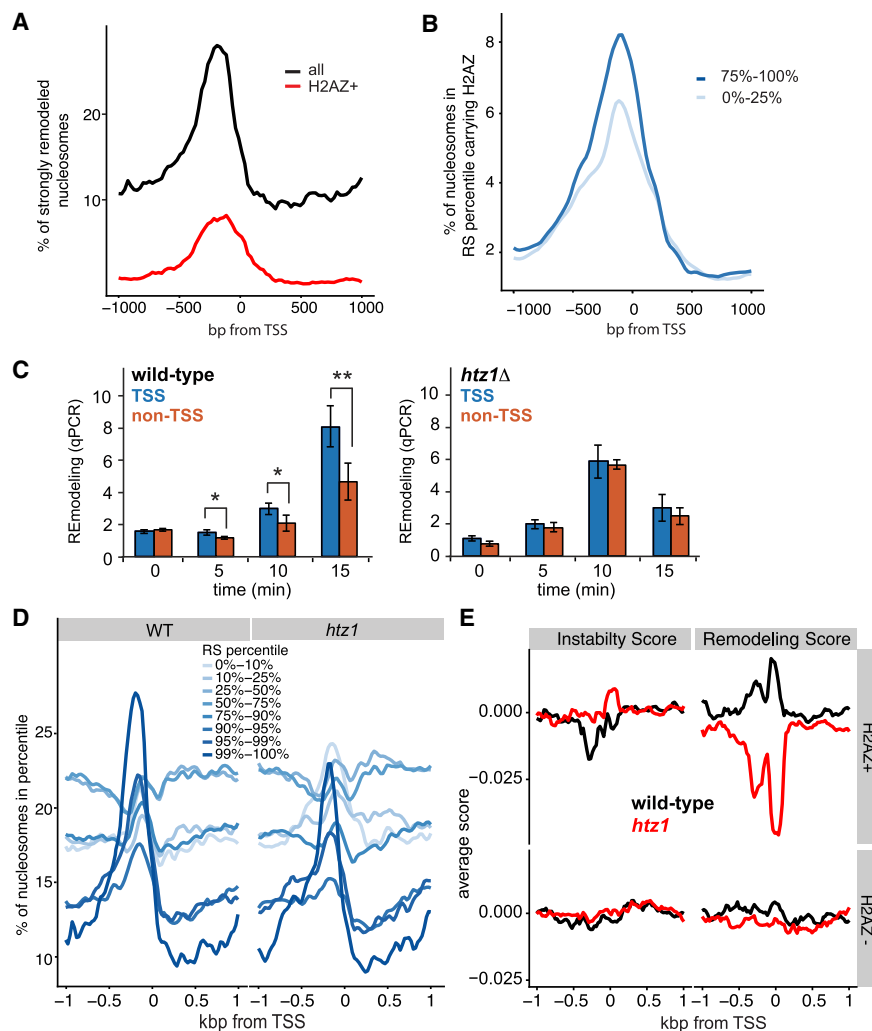 A
all
H2AZ+
% of strongly remodeled
nucleosomes
20
10
−1000 −500 0 500 1000
bp from TSS
B
75%-100%
0%-25%
% of nucleosomes in
RS percentile carrying H2AZ
8
6
4
2
−1000 −500 0 500 1000
bp from TSS
C
wild-type
TSS
non-TSS
* * **
REmodeling (qPCR)
10
8
6
4
2
0
0 5 10 15
time (min)
htz1Δ
TSS
non-TSS
REmodeling (qPCR)
10
8
6
4
2
0
0 5 10 15
time (min)
D
WT htz1
RS percentile
0%−10%
10%−25%
25%−50%
50%−75%
75%−90%
90%−95%
95%−99%
99%−100%
% of nucleosomes in percentile
25
20
15
10
−1 −0.5 0 0.5 1 −1 −0.5 0 0.5 1
kbp from TSS
E
Instabilty Score Remodeling Score
H2AZ+
H2AZ -
wild-type
htz1
average score
0.000
−0.025
0.000
−0.025
−1 −0.5 0 0.5 1 −1 −0.5 0 0.5 1
kbp from TSS